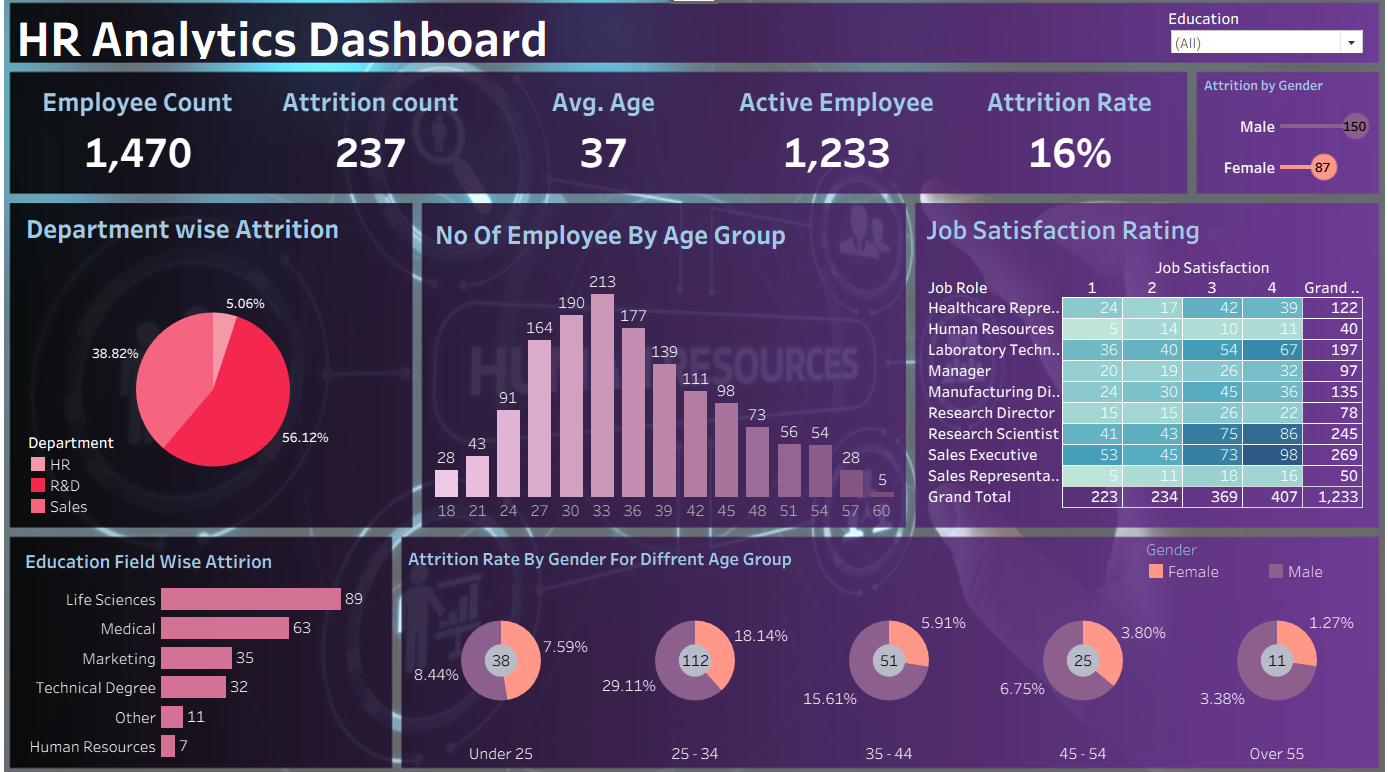 HR Analytics Dashboard
Education
(All)
Employee Count
Attrition count
Avg. Age
Active Employee
Attrition Rate
1,470
237
37
1,233
16%
Attrition by Gender
Male 150
Female 87
Department wise Attrition
5.06%
38.82%
56.12%
Department
HR
R&D
Sales
No Of Employee By Age Group
28 43 91 164 190 213 177 139 111 98 73 56 54 28 5
18 21 24 27 30 33 36 39 42 45 48 51 54 57 60
HUMAN RESOURCES
Job Satisfaction Rating
Job Satisfaction
Job Role 1 2 3 4 Grand ..
Healthcare Repre.. 24 17 42 39 122
Human Resources 5 14 10 11 40
Laboratory Techn.. 36 40 54 67 197
Manager 20 19 26 32 97
Manufacturing Di.. 24 30 45 36 135
Research Director 15 15 26 22 78
Research Scientist 41 43 75 86 245
Sales Executive 53 45 73 98 269
Sales Representa.. 5 11 18 16 50
Grand Total 223 234 369 407 1,233
Education Field Wise Attirion
Life Sciences 89
Medical 63
Marketing 35
Technical Degree 32
Other 11
Human Resources 7
Attrition Rate By Gender For Diffrent Age Group
Gender
Female
Male
38 7.59% 8.44%
112 18.14% 29.11%
51 5.91% 15.61%
25 3.80% 6.75%
11 1.27% 3.38%
Under 25
25 - 34
35 - 44
45 - 54
Over 55